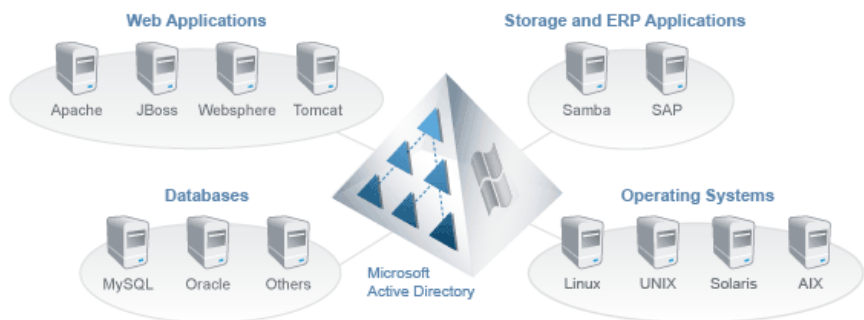 Web Applications
Apache JBoss Websphere Tomcat
Storage and ERP Applications
Samba SAP
Databases
MySQL Oracle Others
Microsoft
Active Directory
Operating Systems
Linux UNIX Solaris AIX